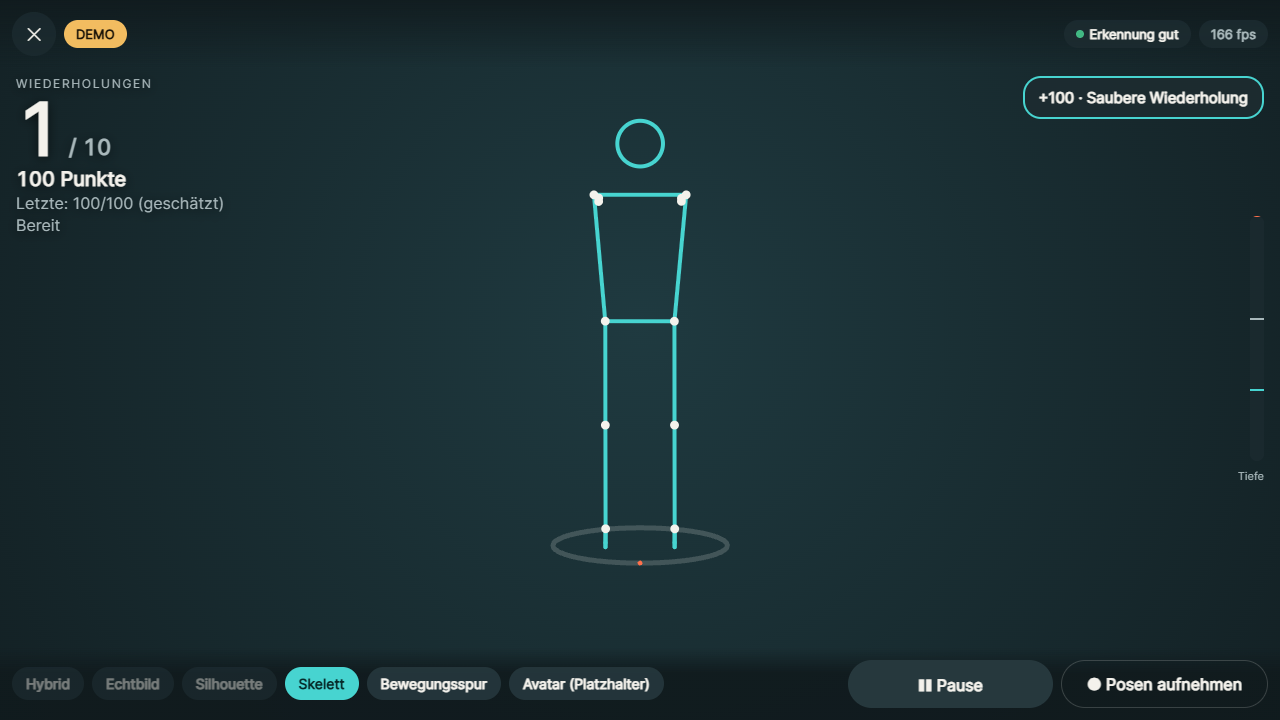 DEMO
Erkennung gut
166 fps
WIEDERHOLUNGEN
1 / 10
100 Punkte
Letzte: 100/100 (geschätzt)
Bereit
+100 · Saubere Wiederholung
Tiefe
Hybrid
Echtbild
Silhouette
Skelett
Bewegungsspur
Avatar (Platzhalter)
Pause
Posen aufnehmen